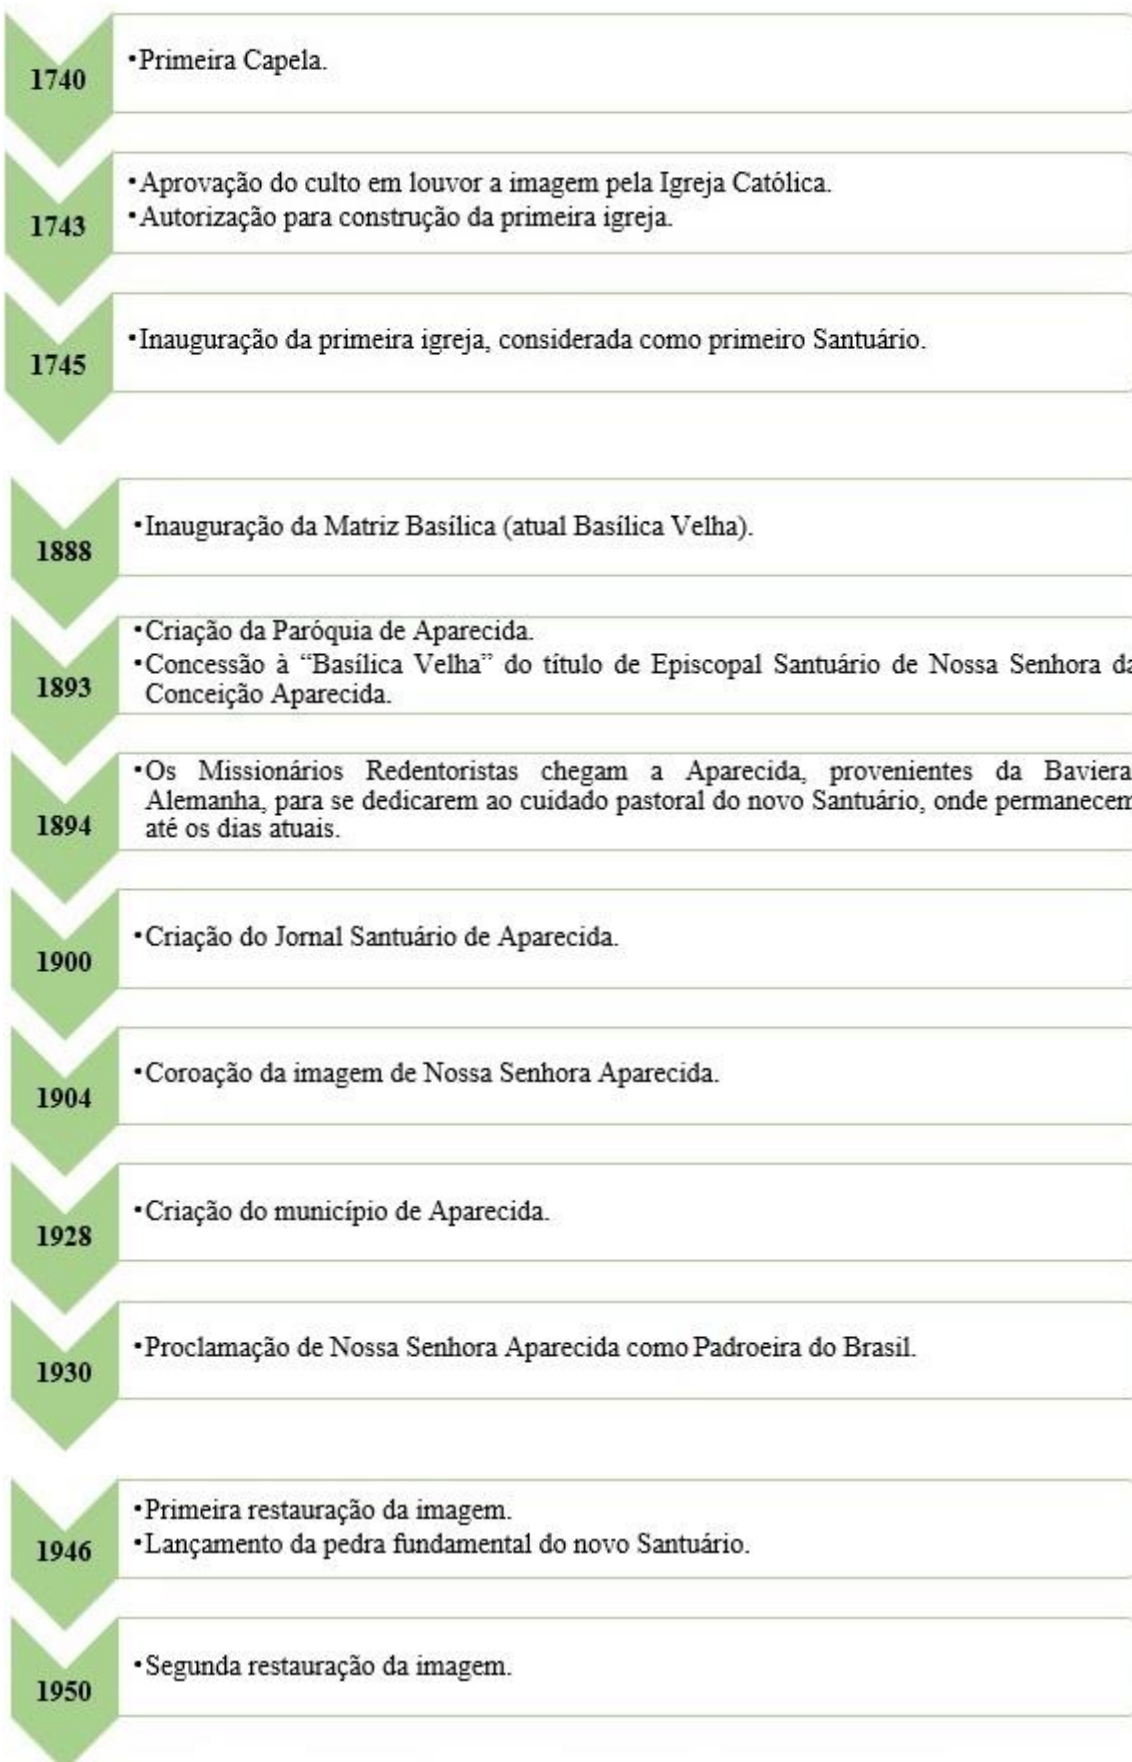 1740
•Primeira Capela.
1743
•Aprovação do culto em louvor a imagem pela Igreja Católica.
•Autorização para construção da primeira igreja.
1745
•Inauguração da primeira igreja, considerada como primeiro Santuário.
1888
•Inauguração da Matriz Basílica (atual Basílica Velha).
1893
•Criação da Paróquia de Aparecida.
•Concessão à “Basílica Velha” do título de Episcopal Santuário de Nossa Senhora da
Conceição Aparecida.
1894
•Os Missionários Redentoristas chegam a Aparecida, provenientes da Baviera
Alemanha, para se dedicarem ao cuidado pastoral do novo Santuário, onde permanecem
até os dias atuais.
1900
•Criação do Jornal Santuário de Aparecida.
1904
•Coroação da imagem de Nossa Senhora Aparecida.
1928
•Criação do município de Aparecida.
1930
•Proclamação de Nossa Senhora Aparecida como Padroeira do Brasil.
1946
•Primeira restauração da imagem.
•Lançamento da pedra fundamental do novo Santuário.
1950
•Segunda restauração da imagem.